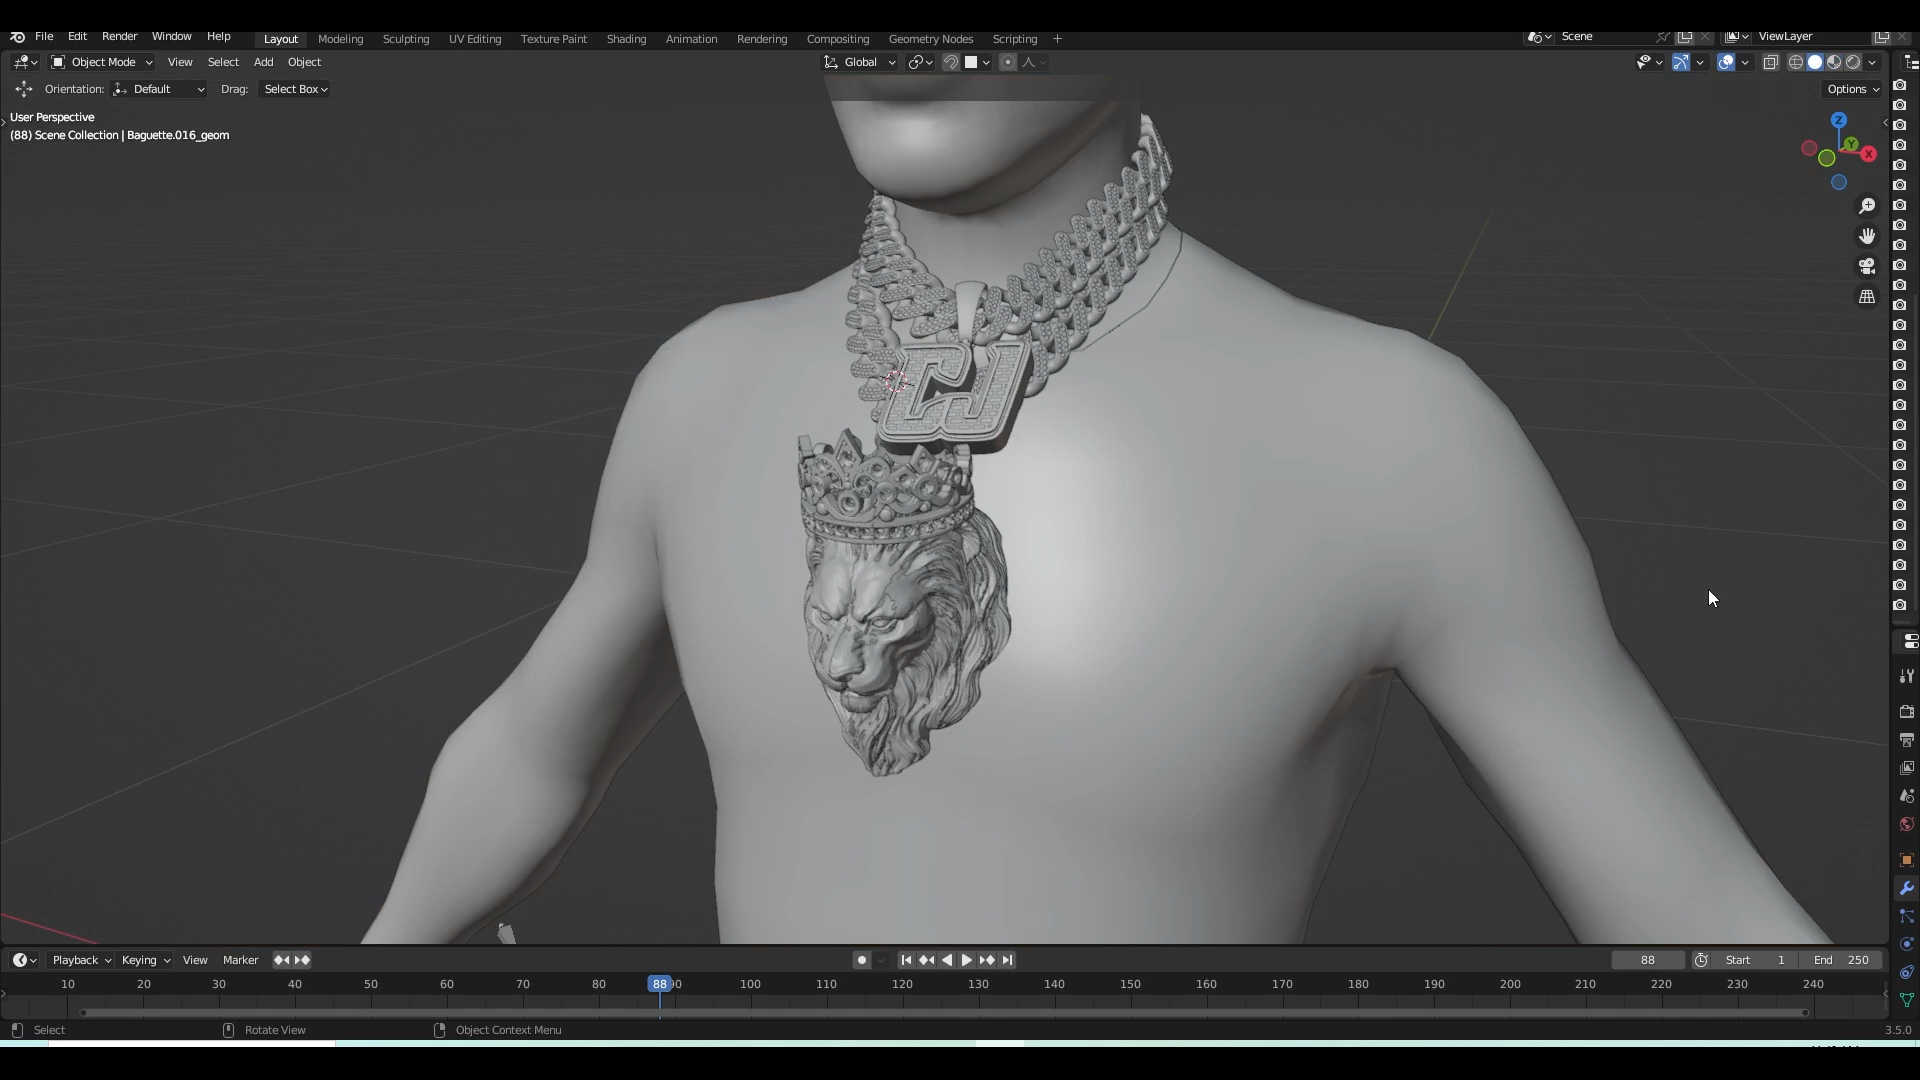 File Edit Render Window Help Layout Modeling Sculpting UV Editing Texture Paint Shading Animation Rendering Compositing Geometry Nodes Scripting + Scene ViewLayer
Object Mode View Select Add Object Global
Orientation: Default Drag: Select Box Options
User Perspective
(88) Scene Collection | Baguette.016_geom
Z
Y
X
CJ
Playback Keying View Marker 88 Start 1 End 250
10 20 30 40 50 60 70 80 88 90 100 110 120 130 140 150 160 170 180 190 200 210 220 230 240
Select Rotate View Object Context Menu 3.5.0